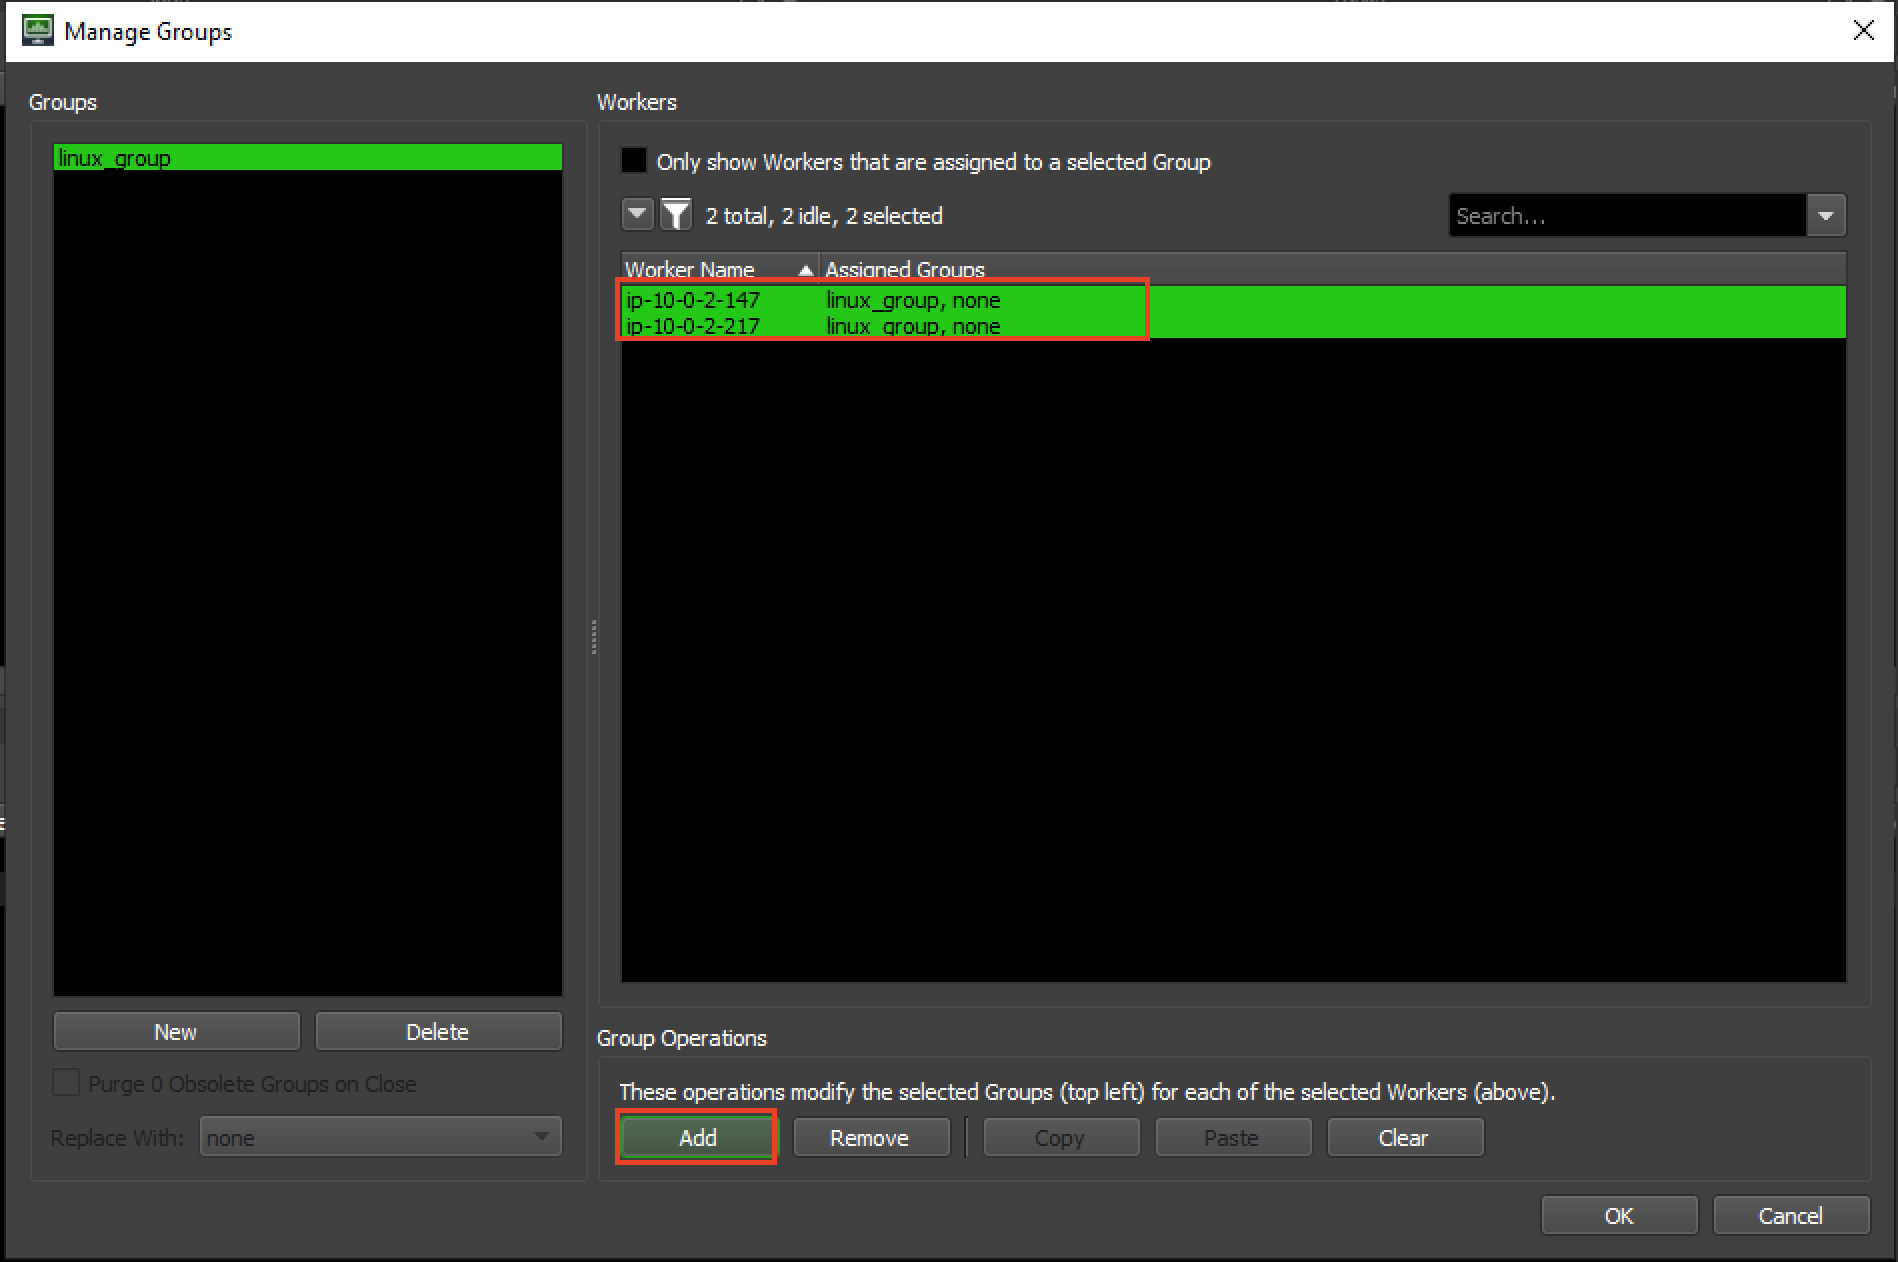 Manage Groups
Groups
linux_group
New
Delete
Purge 0 Obsolete Groups on Close
Replace With:
none
Workers
Only show Workers that are assigned to a selected Group
2 total, 2 idle, 2 selected
Search...
Worker Name
Assigned Groups
ip-10-0-2-147
linux_group, none
ip-10-0-2-217
linux_group, none
Group Operations
These operations modify the selected Groups (top left) for each of the selected Workers (above).
Add
Remove
Copy
Paste
Clear
OK
Cancel